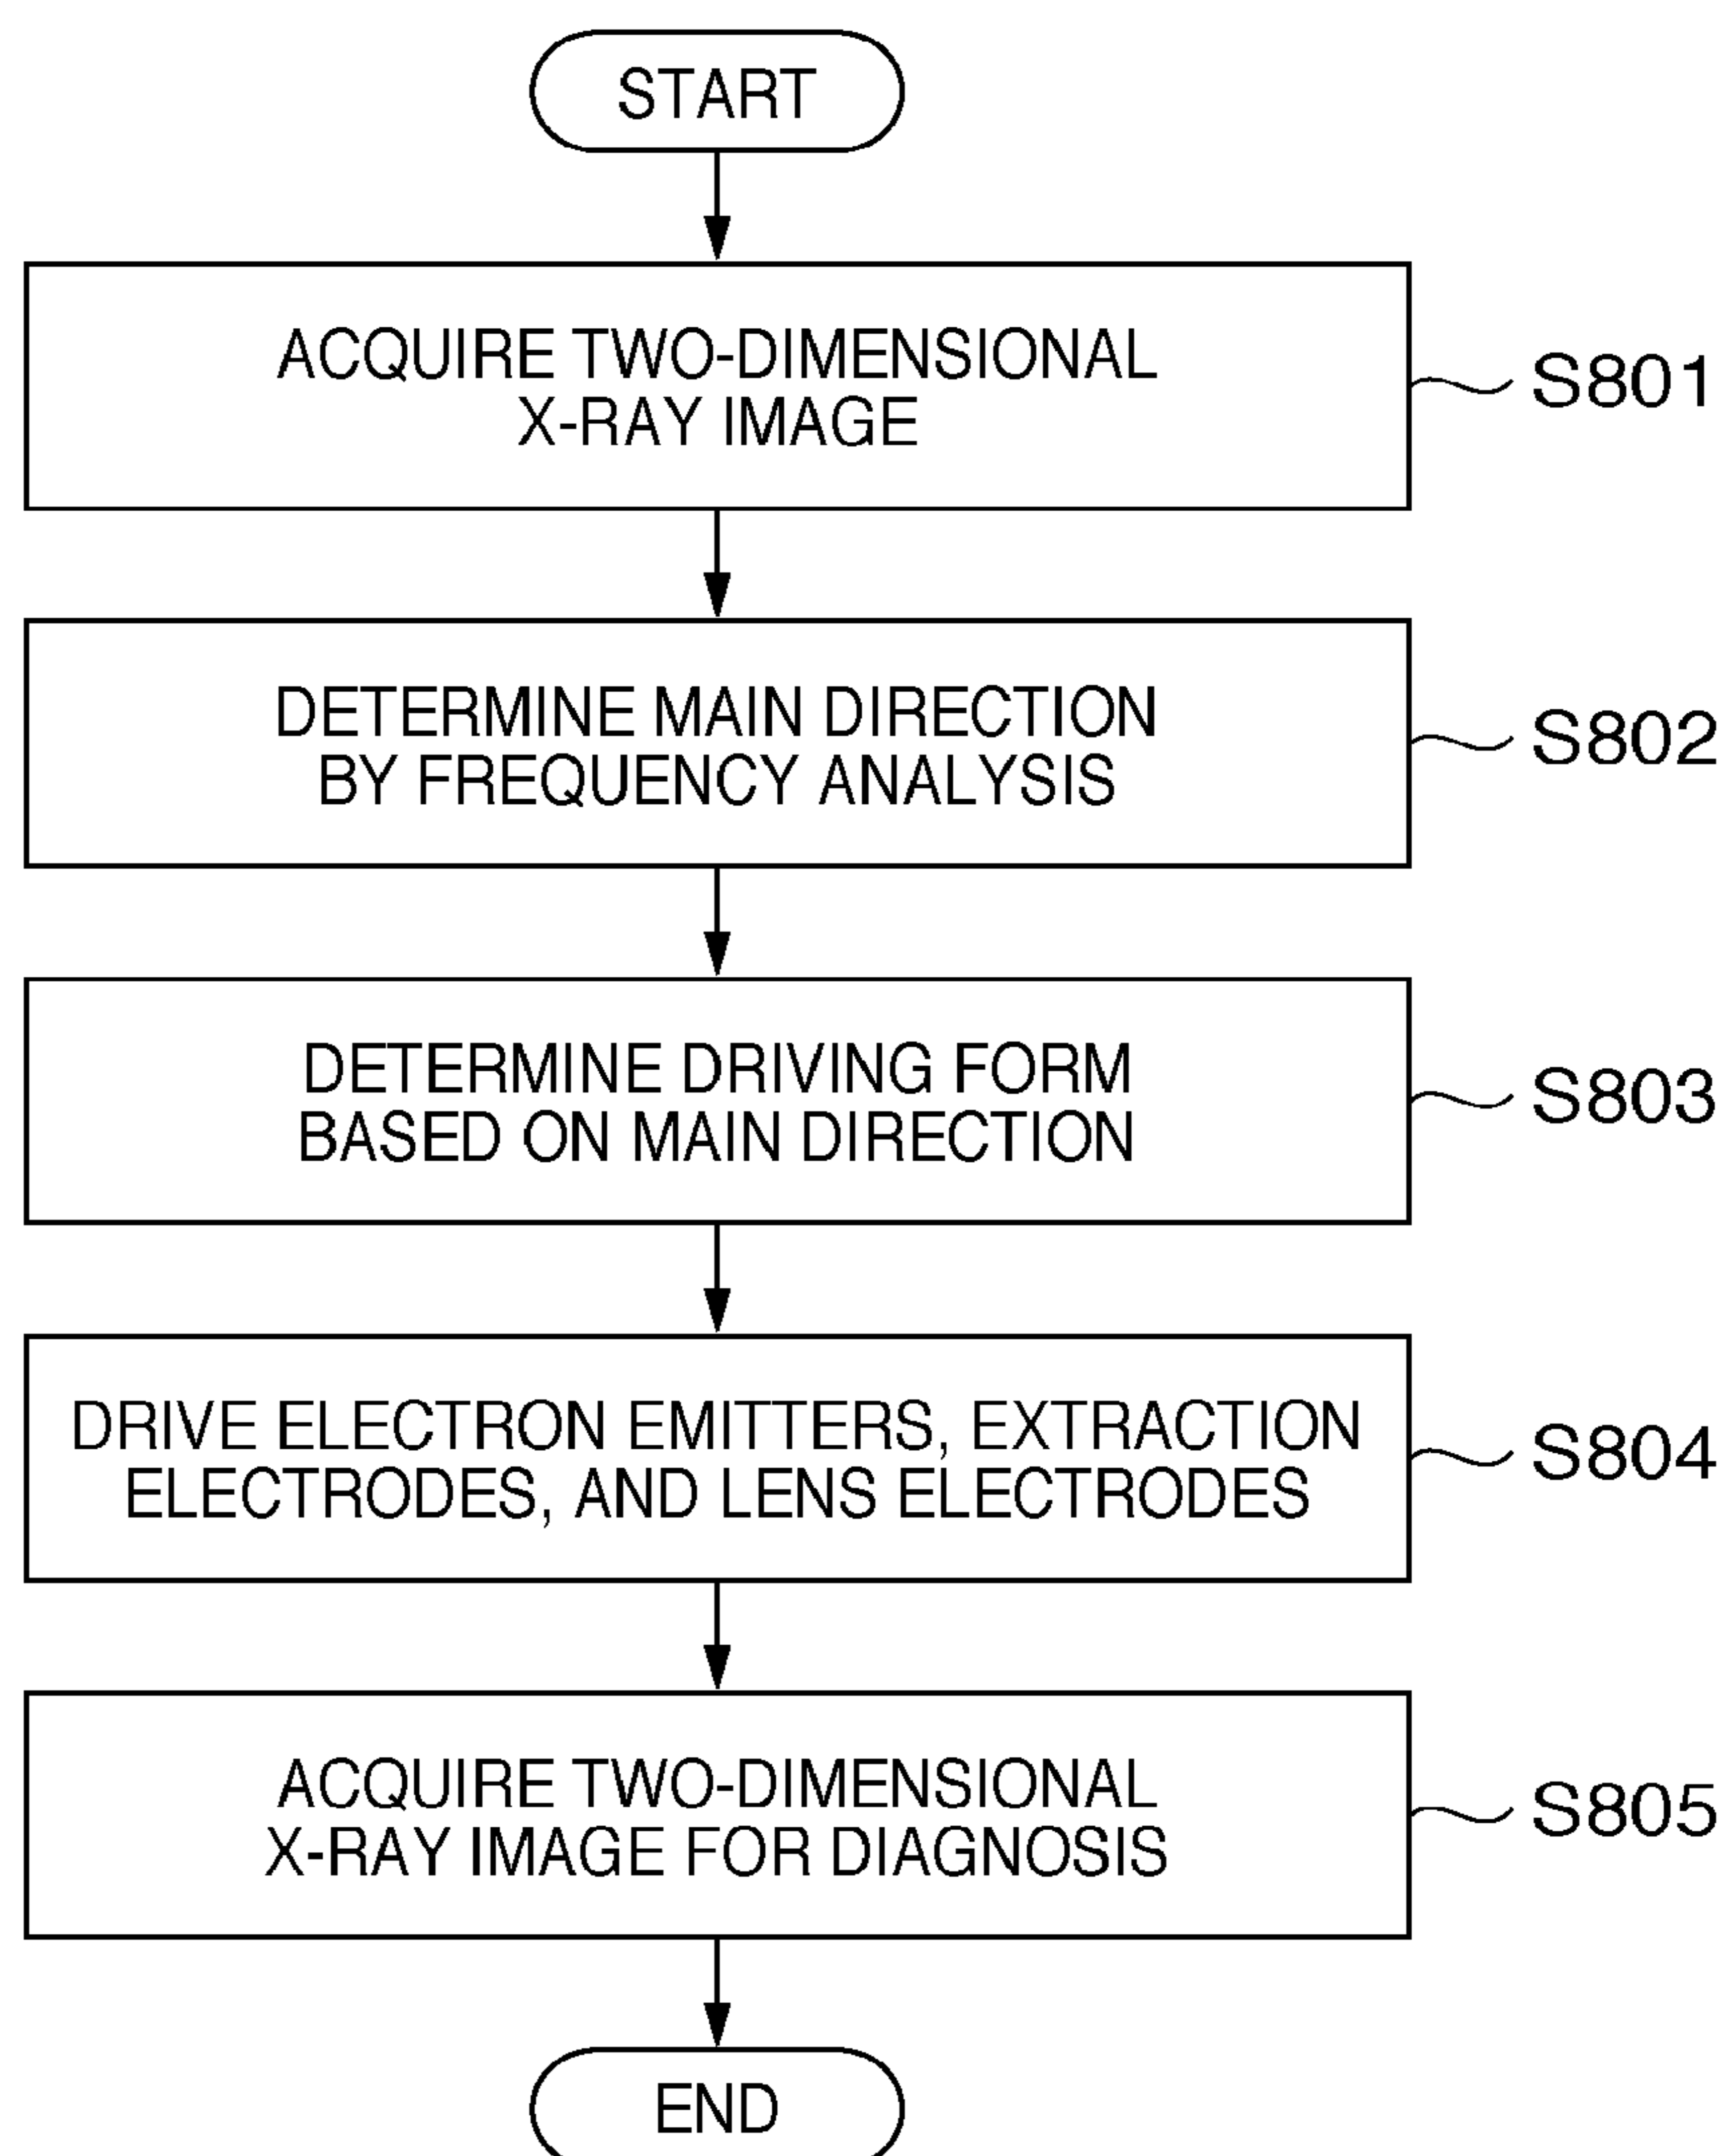 START
ACQUIRE TWO-DIMENSIONAL
X-RAY IMAGE
S801
DETERMINE MAIN DIRECTION
BY FREQUENCY ANALYSIS
S802
DETERMINE DRIVING FORM
BASED ON MAIN DIRECTION
S803
DRIVE ELECTRON EMITTERS, EXTRACTION
ELECTRODES, AND LENS ELECTRODES
S804
ACQUIRE TWO-DIMENSIONAL
X-RAY IMAGE FOR DIAGNOSIS
S805
END